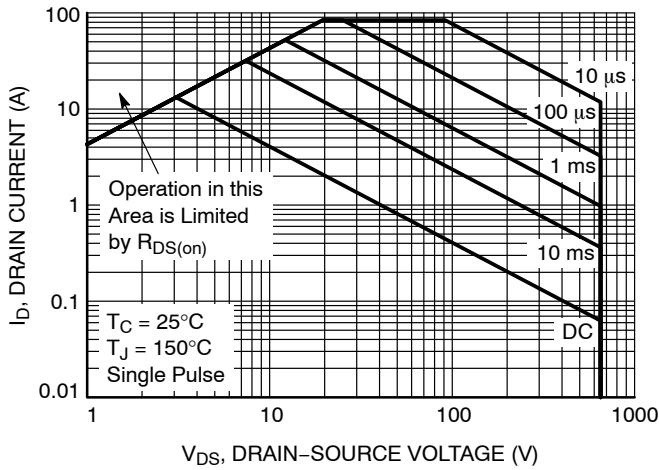 100
10
1
0.1
0.01
I_D, DRAIN CURRENT (A)
10 μs
100 μs
1 ms
10 ms
DC
Operation in this
Area is Limited
by R_DS(on)
T_C = 25°C
T_J = 150°C
Single Pulse
1
10
100
1000
V_DS, DRAIN−SOURCE VOLTAGE (V)